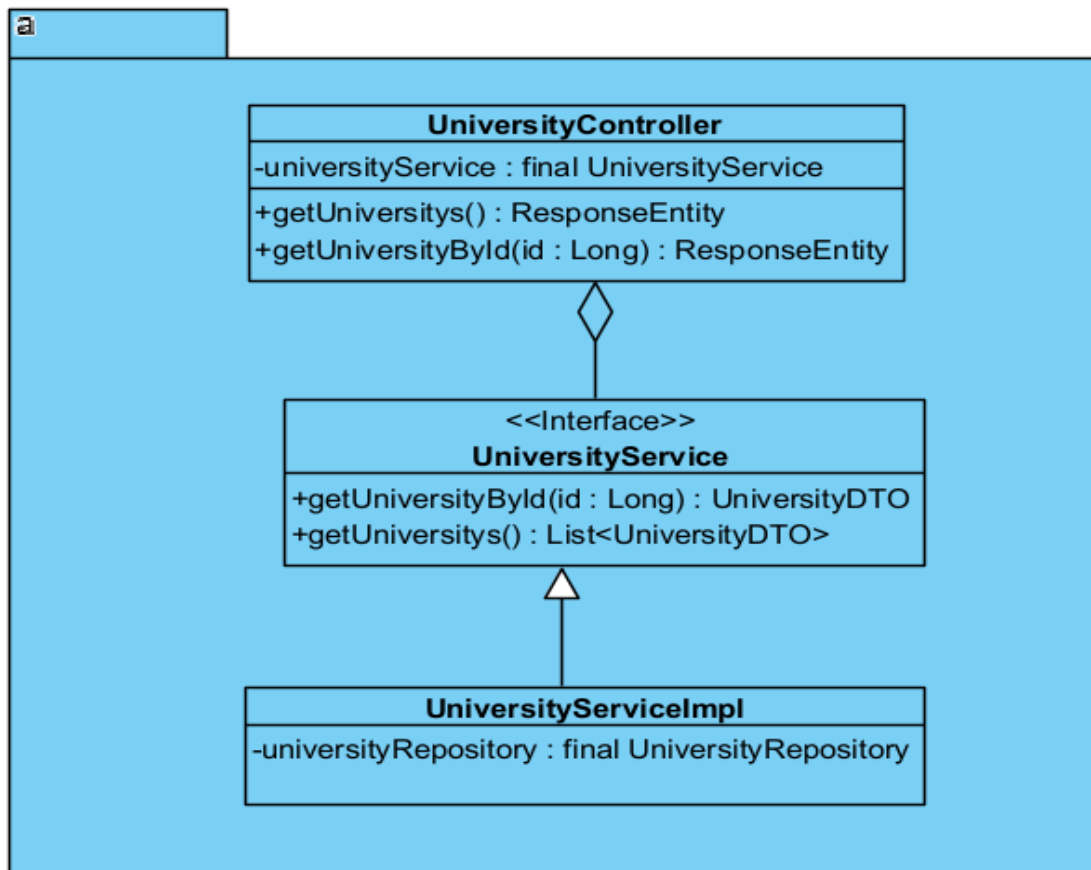 a
UniversityController
-universityService : final UniversityService
+getUniversitys() : ResponseEntity
+getUniversityById(id : Long) : ResponseEntity
<<Interface>>
UniversityService
+getUniversityById(id : Long) : UniversityDTO
+getUniversitys() : List<UniversityDTO>
UniversityServiceImpl
-universityRepository : final UniversityRepository